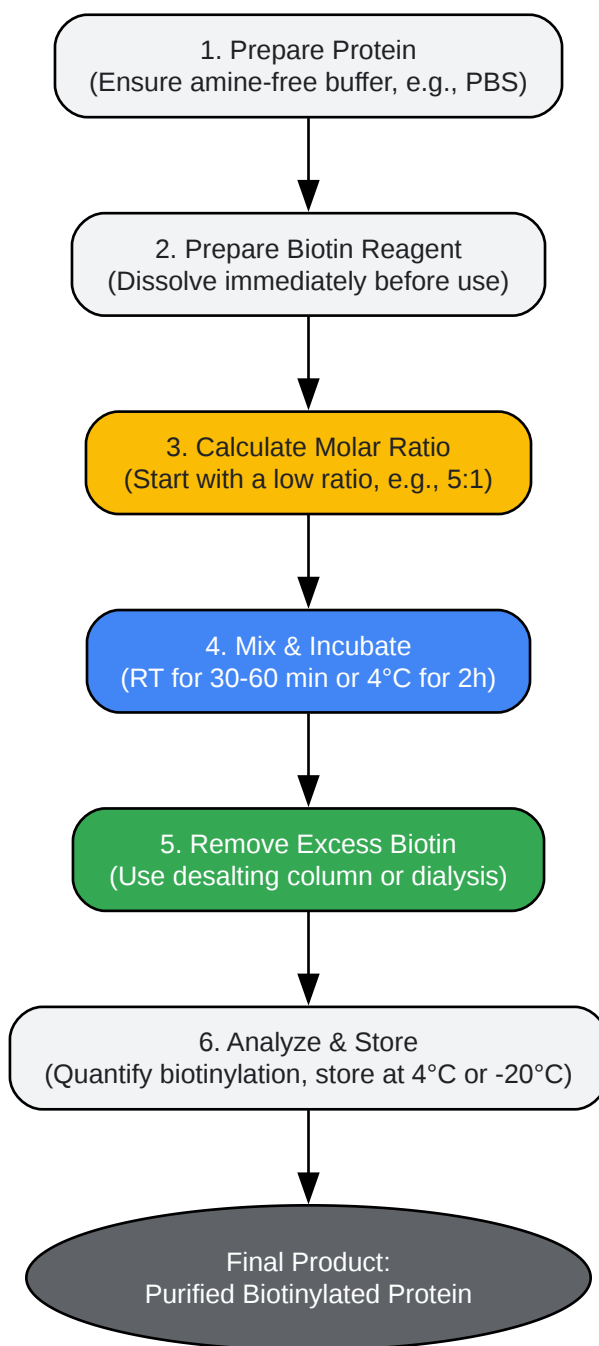 1. Prepare Protein
(Ensure amine-free buffer, e.g., PBS)
2. Prepare Biotin Reagent
(Dissolve immediately before use)
3. Calculate Molar Ratio
(Start with a low ratio, e.g., 5:1)
4. Mix & Incubate
(RT for 30-60 min or 4°C for 2h)
5. Remove Excess Biotin
(Use desalting column or dialysis)
6. Analyze & Store
(Quantify biotinylation, store at 4°C or -20°C)
Final Product:
Purified Biotinylated Protein